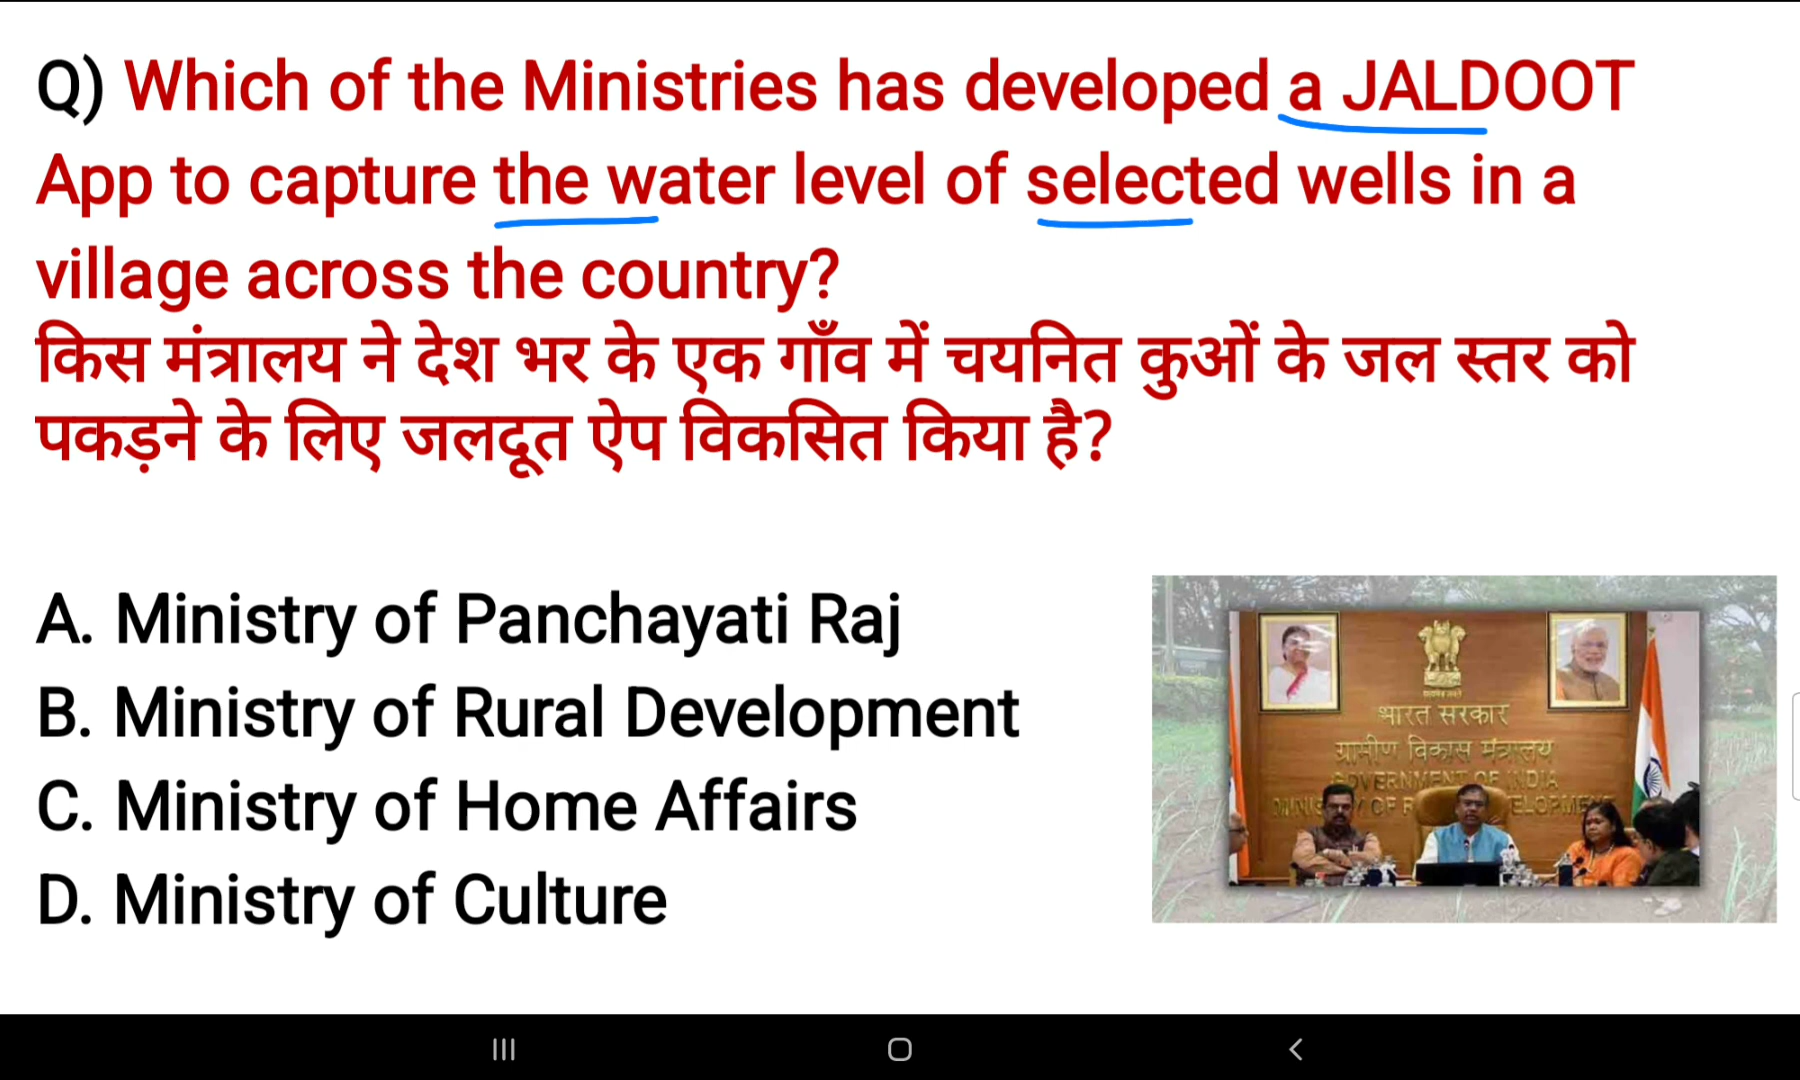 Q) Which of the Ministries has developed a JALDOOT
App to capture the water level of selected wells in a
village across the country?
किस मंत्रालय ने देश भर के एक गाँव में चयनित कुओं के जल स्तर को
पकड़ने के लिए जलदूत ऐप विकसित किया है?
A. Ministry of Panchayati Raj
B. Ministry of Rural Development
C. Ministry of Home Affairs
D. Ministry of Culture
भारत सरकार
ग्रामीण विकास मंत्रालय
GOVERNMENT OF INDIA